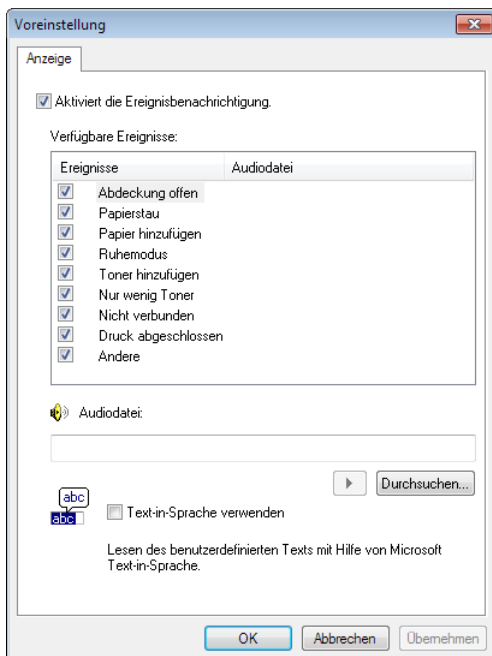 Voreinstellung
Anzeige
Aktiviert die Ereignisbenachrichtigung.
Verfügbare Ereignisse:
Ereignisse Audiodatei
Abdeckung offen
Papierstau
Papier hinzufügen
Ruhemodus
Toner hinzufügen
Nur wenig Toner
Nicht verbunden
Druck abgeschlossen
Andere
Audiodatei:
Durchsuchen...
abc
abc
Text-in-Sprache verwenden
Lesen des benutzerdefinierten Texts mit Hilfe von Microsoft
Text-in-Sprache.
OK Abbrechen Übernehmen